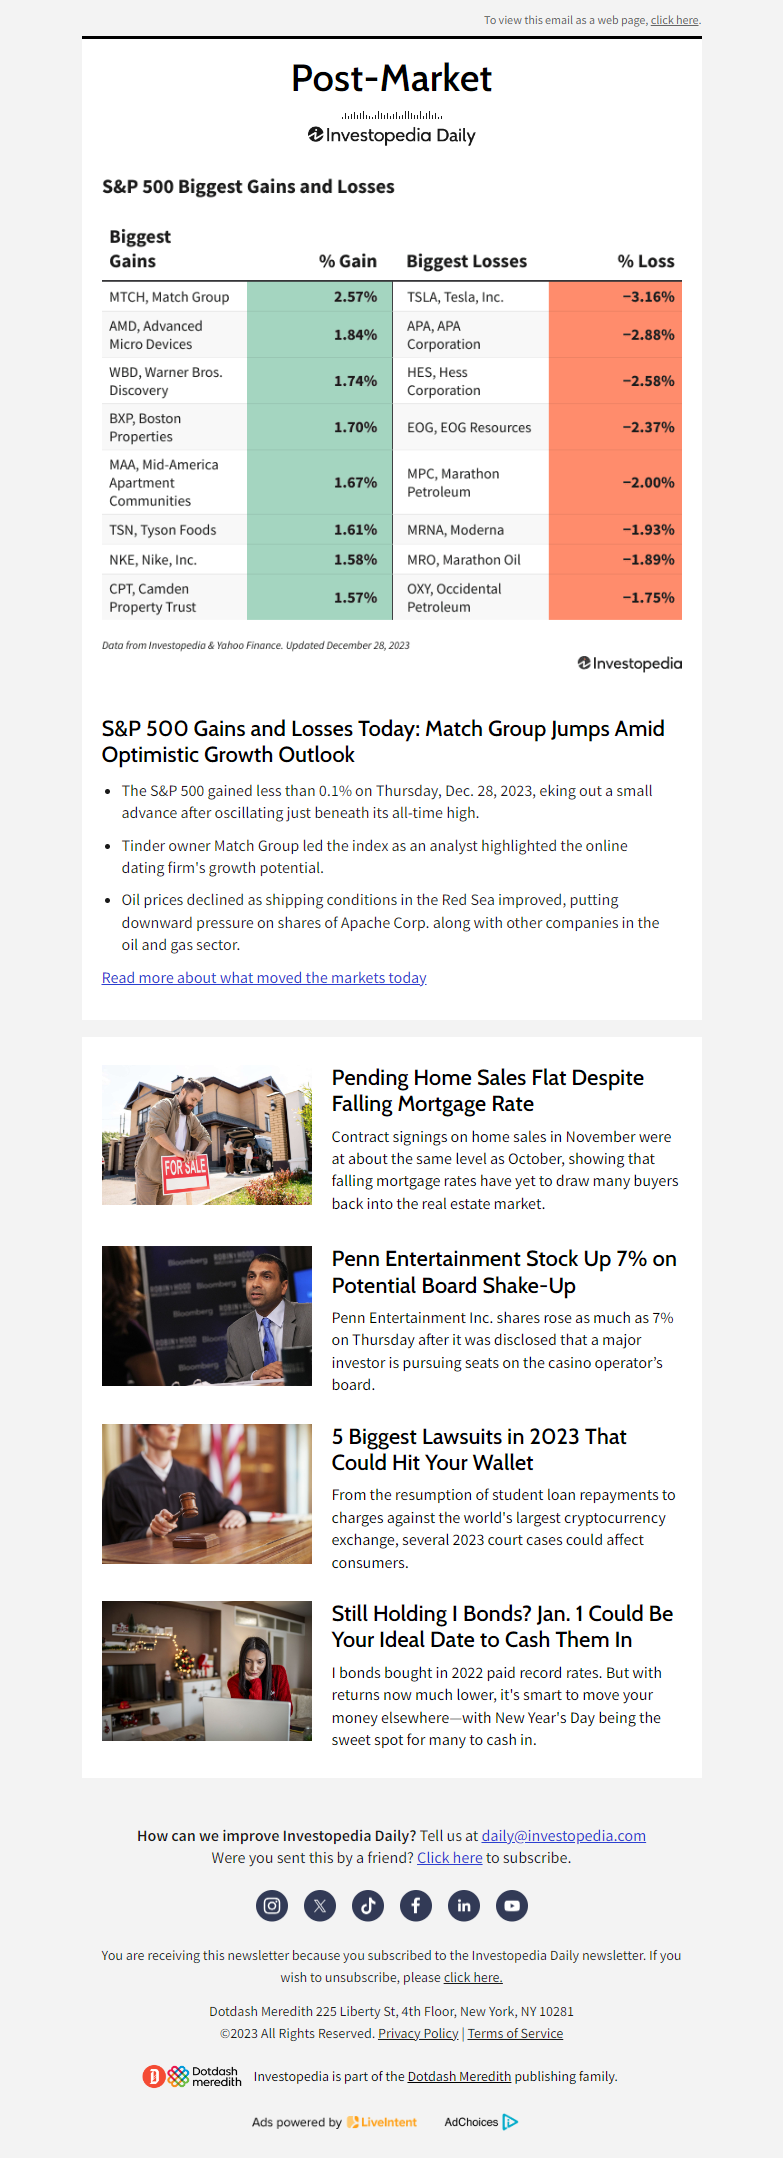 To view this email as a web page, click here.
Post-Market
Investopedia Daily
S&P 500 Biggest Gains and Losses
Biggest Gains % Gain Biggest Losses % Loss
MTCH, Match Group 2.57% TSLA, Tesla, Inc. −3.16%
AMD, Advanced Micro Devices 1.84% APA, APA Corporation −2.88%
WBD, Warner Bros. Discovery 1.74% HES, Hess Corporation −2.58%
BXP, Boston Properties 1.70% EOG, EOG Resources −2.37%
MAA, Mid-America Apartment Communities 1.67% MPC, Marathon Petroleum −2.00%
TSN, Tyson Foods 1.61% MRNA, Moderna −1.93%
NKE, Nike, Inc. 1.58% MRO, Marathon Oil −1.89%
CPT, Camden Property Trust 1.57% OXY, Occidental Petroleum −1.75%
Data from Investopedia & Yahoo Finance. Updated December 28, 2023
Investopedia
S&P 500 Gains and Losses Today: Match Group Jumps Amid
Optimistic Growth Outlook
• The S&P 500 gained less than 0.1% on Thursday, Dec. 28, 2023, eking out a small
advance after oscillating just beneath its all-time high.
• Tinder owner Match Group led the index as an analyst highlighted the online
dating firm's growth potential.
• Oil prices declined as shipping conditions in the Red Sea improved, putting
downward pressure on shares of Apache Corp. along with other companies in the
oil and gas sector.
Read more about what moved the markets today
FOR SALE
Pending Home Sales Flat Despite
Falling Mortgage Rate
Contract signings on home sales in November were
at about the same level as October, showing that
falling mortgage rates have yet to draw many buyers
back into the real estate market.
Bloomberg
Bloomberg
Bloomberg
Penn Entertainment Stock Up 7% on
Potential Board Shake-Up
Penn Entertainment Inc. shares rose as much as 7%
on Thursday after it was disclosed that a major
investor is pursuing seats on the casino operator’s
board.
5 Biggest Lawsuits in 2023 That
Could Hit Your Wallet
From the resumption of student loan repayments to
charges against the world's largest cryptocurrency
exchange, several 2023 court cases could affect
consumers.
Still Holding I Bonds? Jan. 1 Could Be
Your Ideal Date to Cash Them In
I bonds bought in 2022 paid record rates. But with
returns now much lower, it's smart to move your
money elsewhere—with New Year's Day being the
sweet spot for many to cash in.
How can we improve Investopedia Daily? Tell us at daily@investopedia.com
Were you sent this by a friend? Click here to subscribe.
You are receiving this newsletter because you subscribed to the Investopedia Daily newsletter. If you
wish to unsubscribe, please click here.
Dotdash Meredith 225 Liberty St, 4th Floor, New York, NY 10281
©2023 All Rights Reserved. Privacy Policy | Terms of Service
Dotdash
meredith
Investopedia is part of the Dotdash Meredith publishing family.
Ads powered by LiveIntent AdChoices